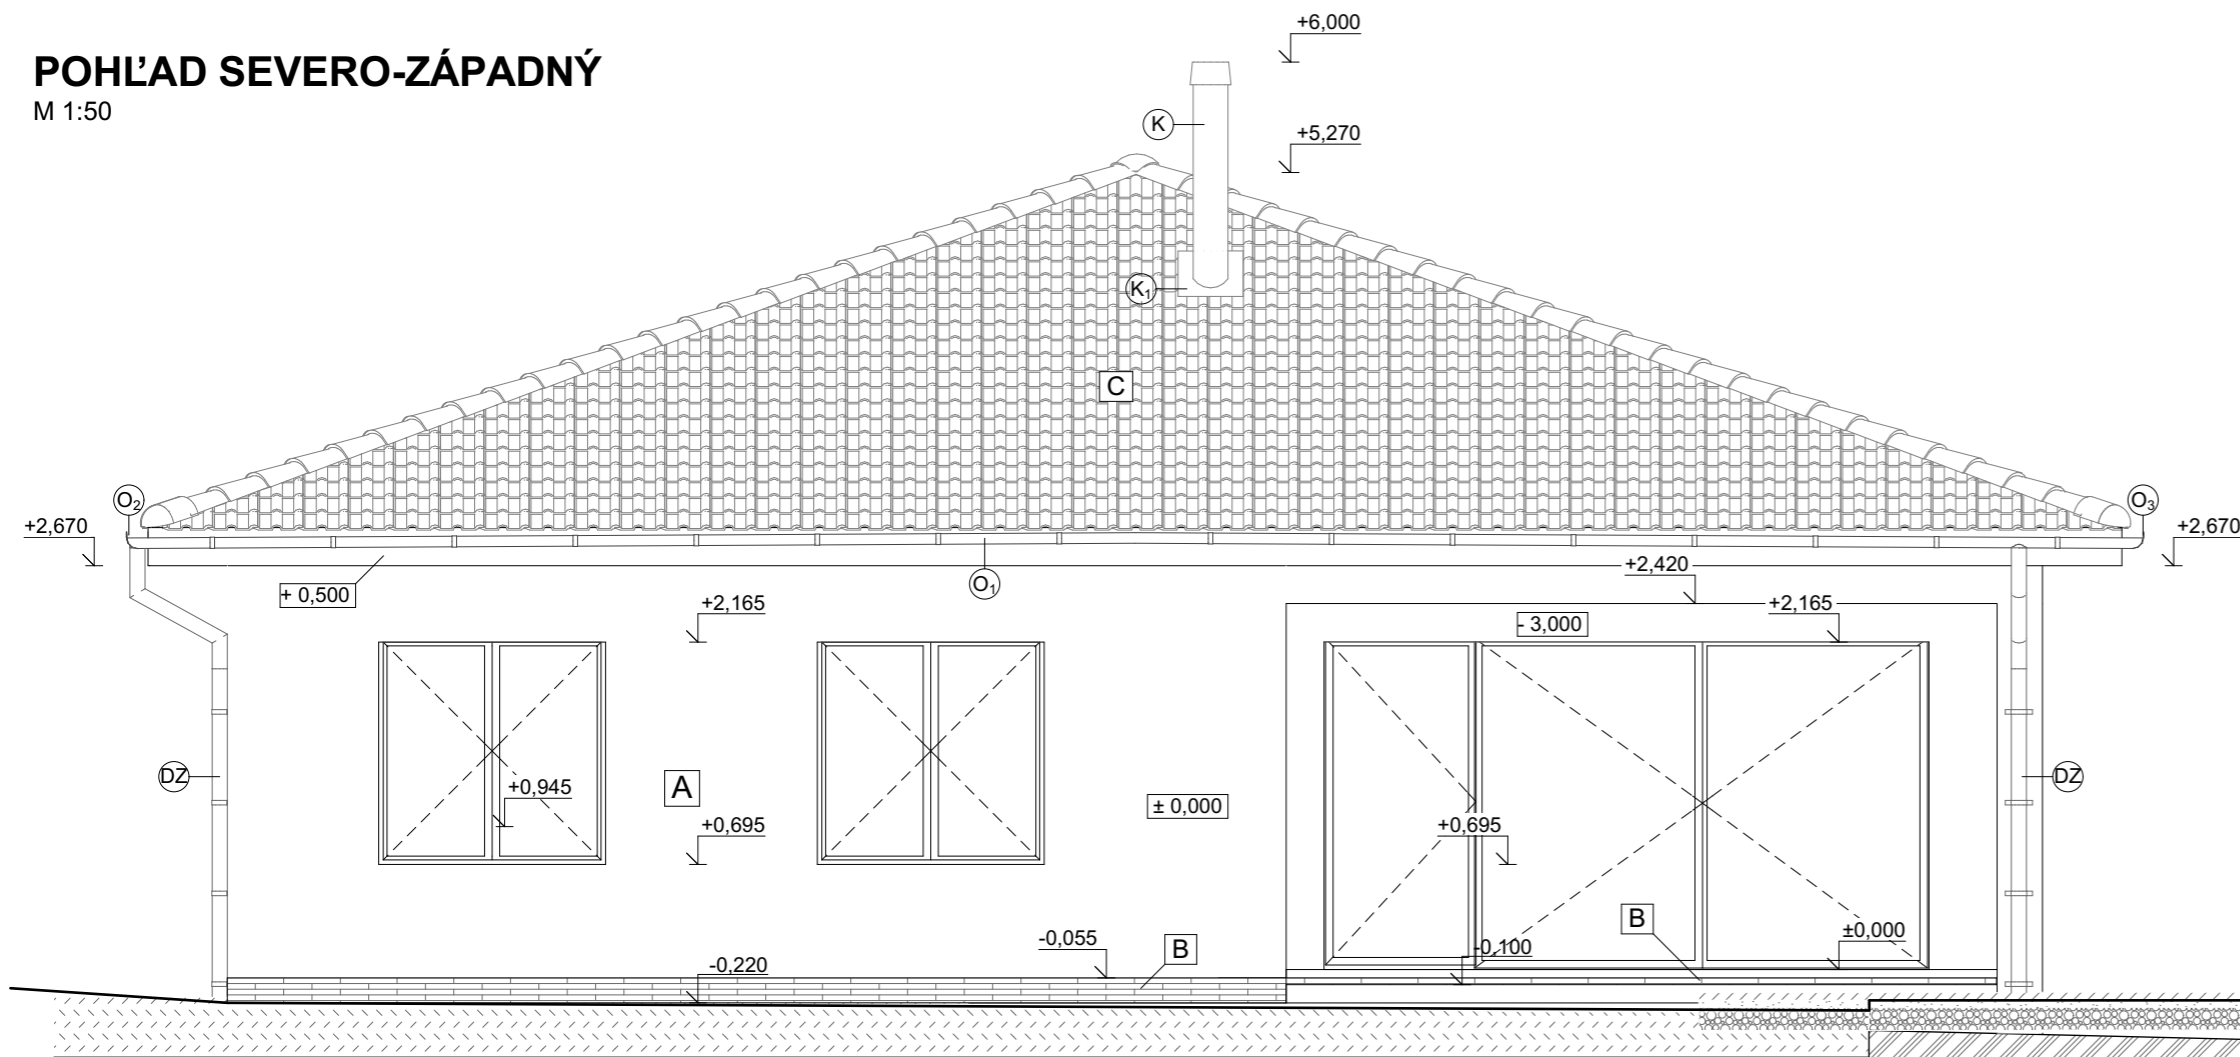 +6,000
POHĽAD SEVERO-ZÁPADNÝ
M 1:50
K
+5,270
K1
C
O2
O3
+2,670
+2,670
+ 0,500
O1
+2,420
+2,165
+2,165
- 3,000
DZ
A
+0,945
± 0,000
DZ
+0,695
+0,695
B
-0,055
B
±0,000
-0,100
-0,220